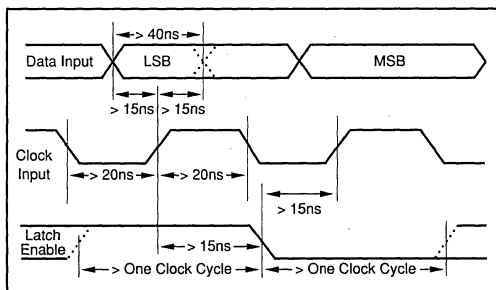 > 40ns
Data Input
LSB
MSB
> 15ns
> 15ns
Clock
Input
> 20ns
> 20ns
> 15ns
Latch
Enable
> 15ns
> One Clock Cycle
> One Clock Cycle